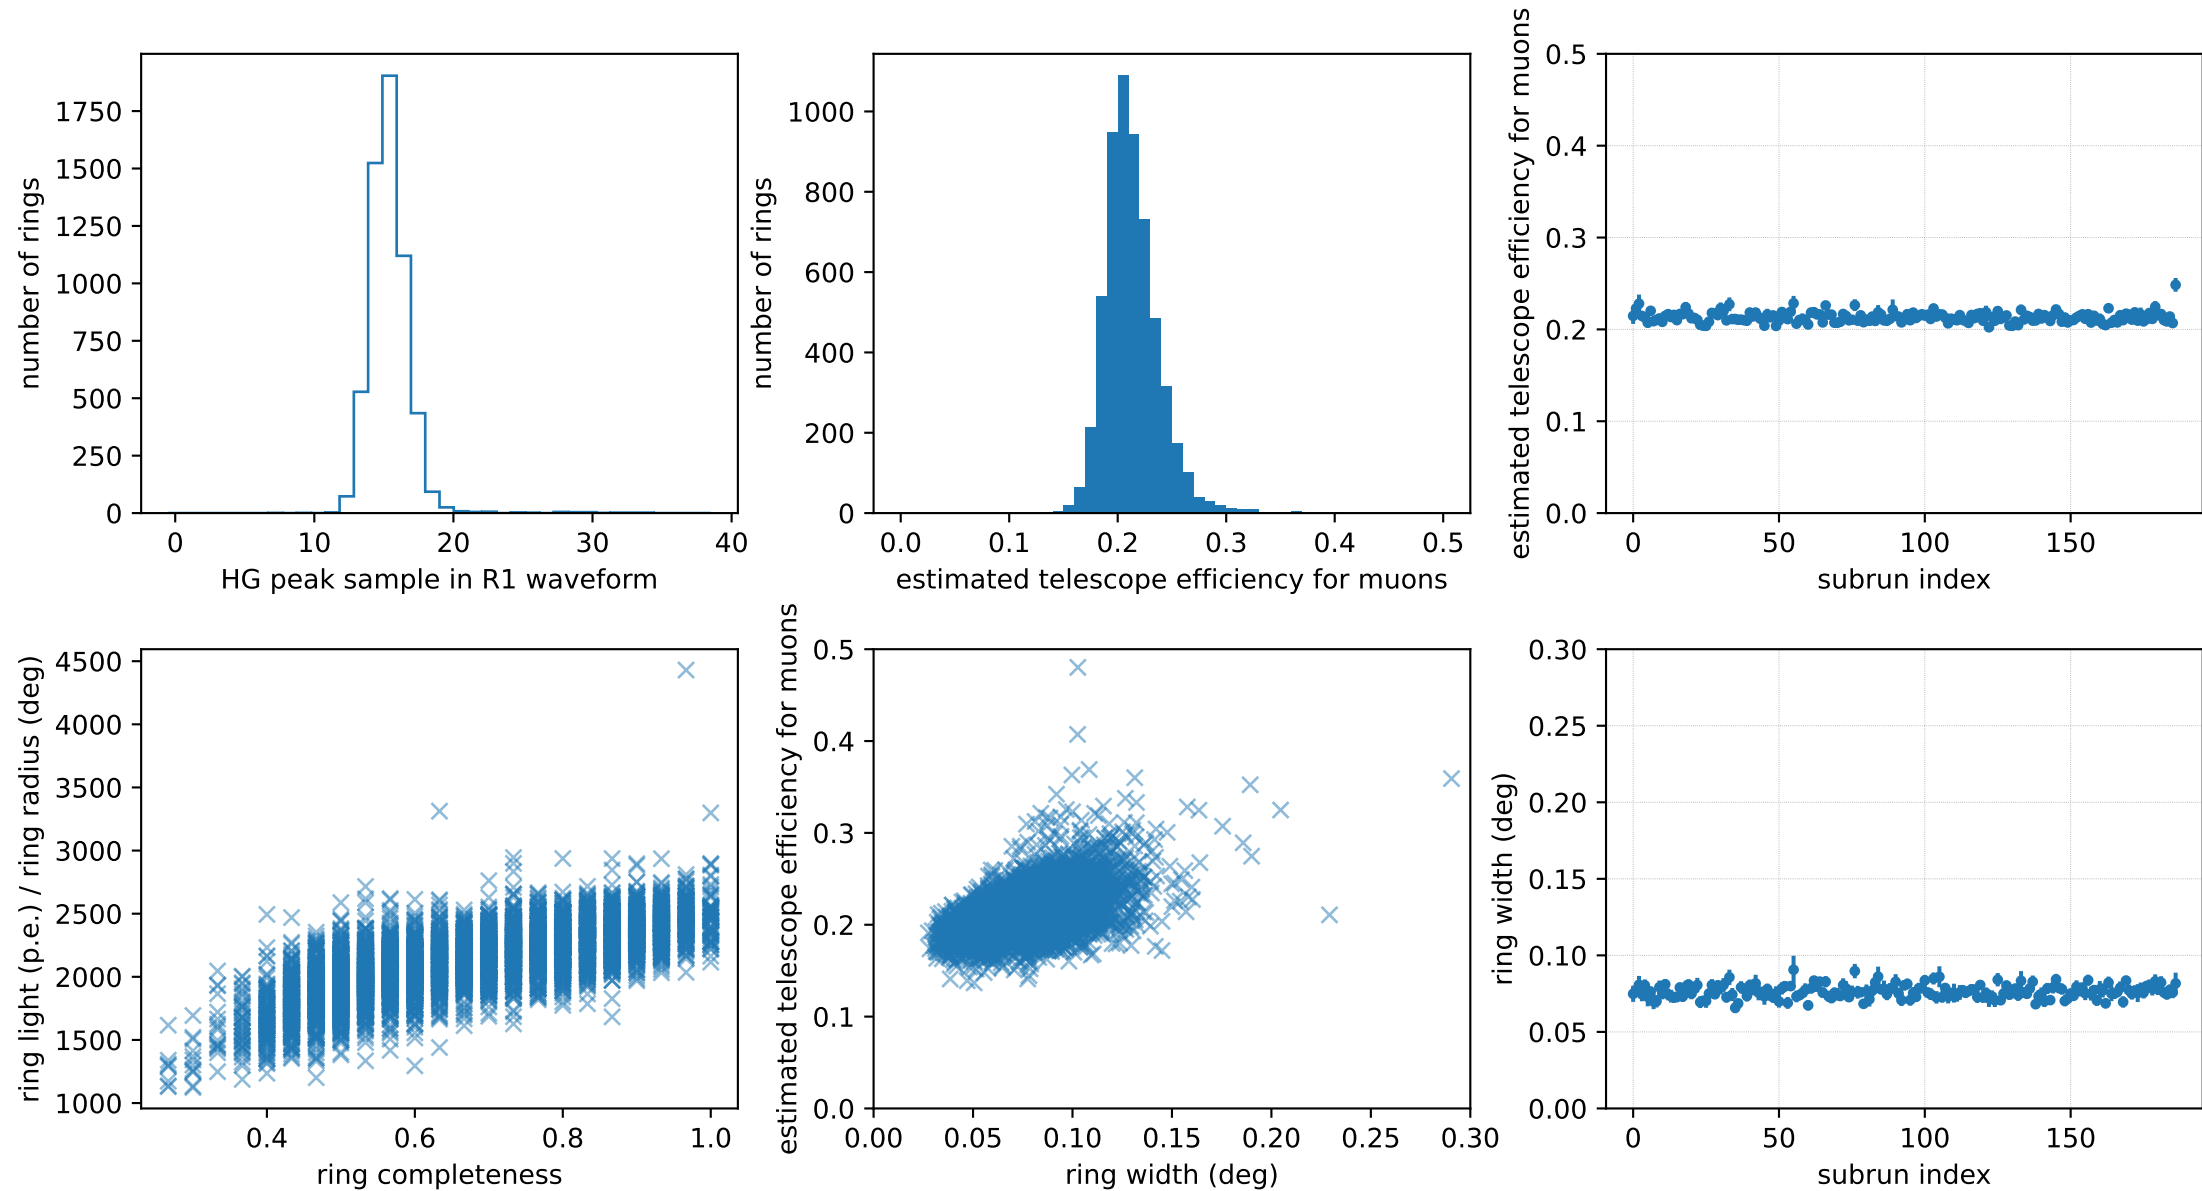 number of rings
1750
1500
1250
1000
750
500
250
0
0 10 20 30 40
HG peak sample in R1 waveform
number of rings
1000
800
600
400
200
0
0.0 0.1 0.2 0.3 0.4 0.5
estimated telescope efficiency for muons
estimated telescope efficiency for muons
0.5
0.4
0.3
0.2
0.1
0.0
0 50 100 150
subrun index
ring light (p.e.) / ring radius (deg)
4500
4000
3500
3000
2500
2000
1500
1000
0.4 0.6 0.8 1.0
ring completeness
estimated telescope efficiency for muons
0.5
0.4
0.3
0.2
0.1
0.0
0.00 0.05 0.10 0.15 0.20 0.25 0.30
ring width (deg)
ring width (deg)
0.30
0.25
0.20
0.15
0.10
0.05
0.00
0 50 100 150
subrun index